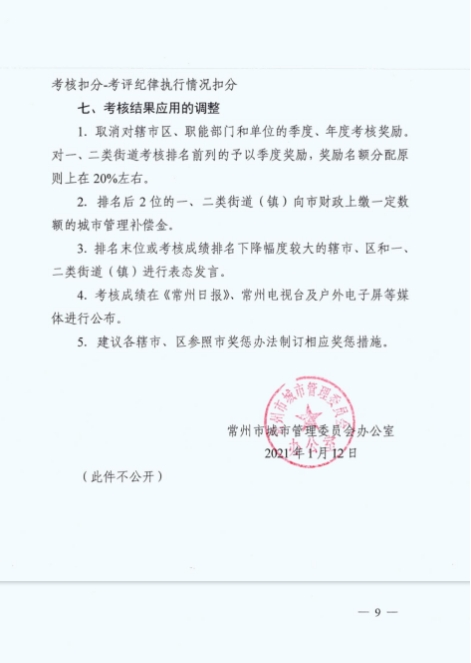 考核扣分-考评纪律执行情况扣分
七、考核结果应用的调整
1. 取消对辖市区、职能部门和单位的季度、年度考核奖励。
对一、二类街道考核排名前列的予以季度奖励，奖励名额分配原
则上在20%左右。
2. 排名后2位的一、二类街道（镇）向市财政上缴一定数
额的城市管理补偿金。
3. 排名末位或考核成绩排名下降幅度较大的辖市、区和一、
二类街道（镇）进行表态发言。
4. 考核成绩在《常州日报》、常州电视台及户外电子屏等媒
体进行公布。
5. 建议各辖市、区参照市奖惩办法制订相应奖惩措施。
常州市城市管理委员会办公室
2021年1月12日
（此件不公开）
— 9 —